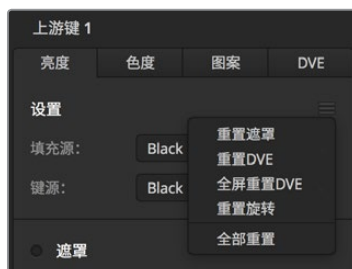 上游键 1
亮度 色度 图案 DVE
设置
填充源： Black
键源： Black
重置遮罩
重置DVE
全屏重置DVE
重置旋转
全部重置
遮罩